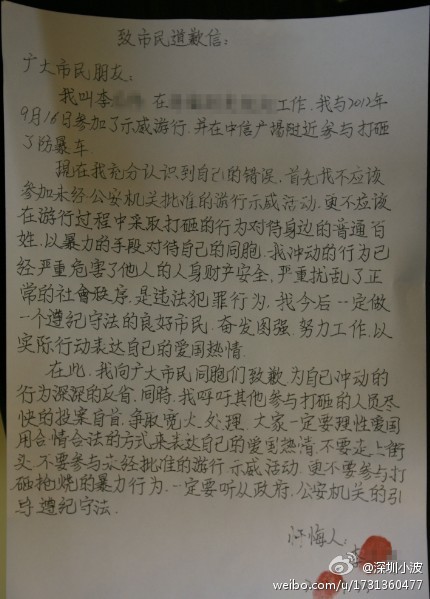 致市民道歉信：
广大市民朋友：
我叫李 在 工作，我与2012年
9月16日参加了示威游行，并在中信广场附近参与打砸
了防暴车。
现在我充分认识到自己的错误，首先我不应该
参加未经公安机关批准的游行示威活动，更不应该
在游行过程中采取打砸的行为对待身边的普通百
姓，以暴力的手段对待自己的同胞。我冲动的行为已
经严重危害了他人的人身财产安全，严重扰乱了正
常的社會秩序，是违法犯罪行为，我今后一定做
一个遵纪守法的良好市民，奋发图强，努力工作，以
实际行动表达自己的爱国热情。
在此，我向广大市民同胞们致歉，为自己冲动的
行为深深的反省，同時，我呼吁其他参与打砸的人员尽
快的投案自首，争取宽大处理，大家一定要理性爱国
用合情合法的方式来表达自己的爱国热情，不要走上街
头，不要参与未经批准的游行示威活动，更不要参与打
砸抢烧的暴力行为，一定要听从政府，公安机关的引
导，遵纪守法。
忏悔人：
李
@深圳小波
weibo.com/u/1731360477